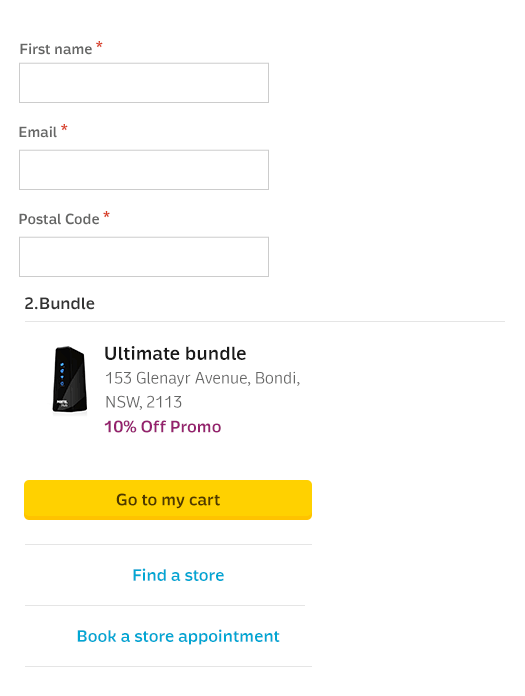 First name *
Email *
Postal Code *
2.Bundle
Ultimate bundle
153 Glenayr Avenue, Bondi,
NSW, 2113
10% Off Promo
Go to my cart
Find a store
Book a store appointment